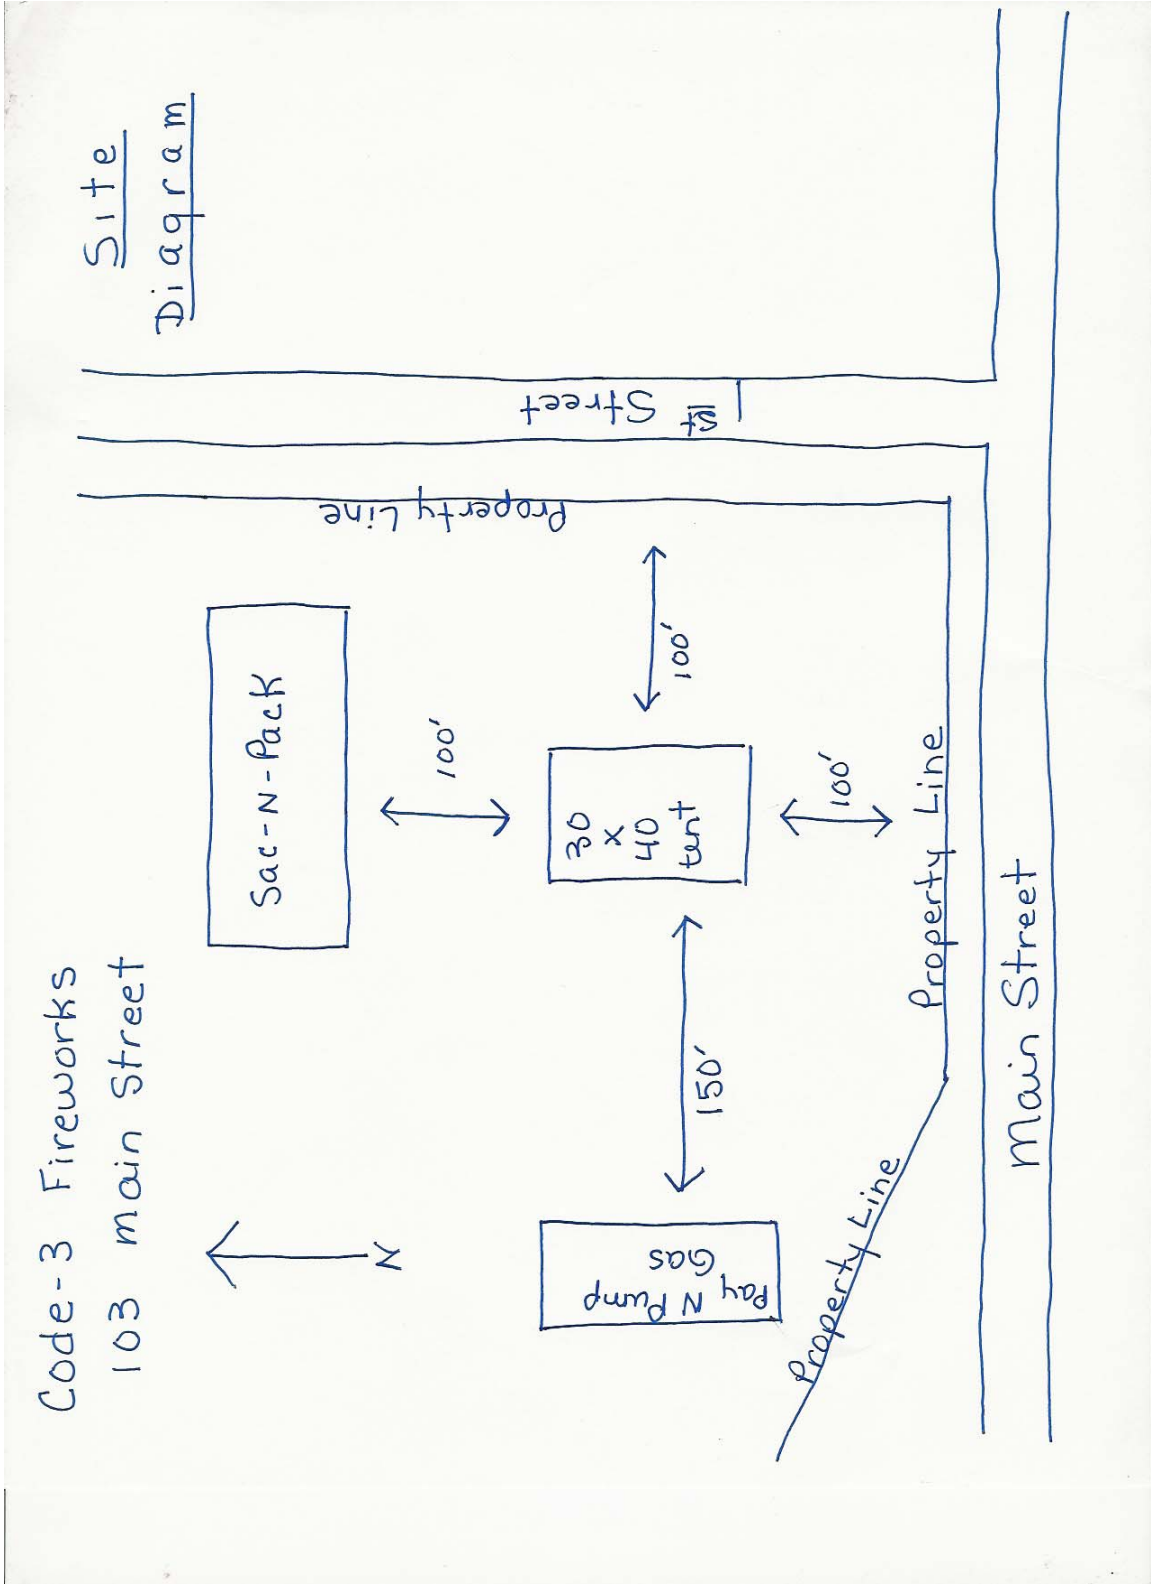 Code-3 Fireworks
103 main Street
Site
Diagram
N
Sac-N-Pack
100'
Pay N Pump
Gas
150'
30
x
40
tent
100'
100'
Property Line
1st Street
Property Line
Property Line
Main Street